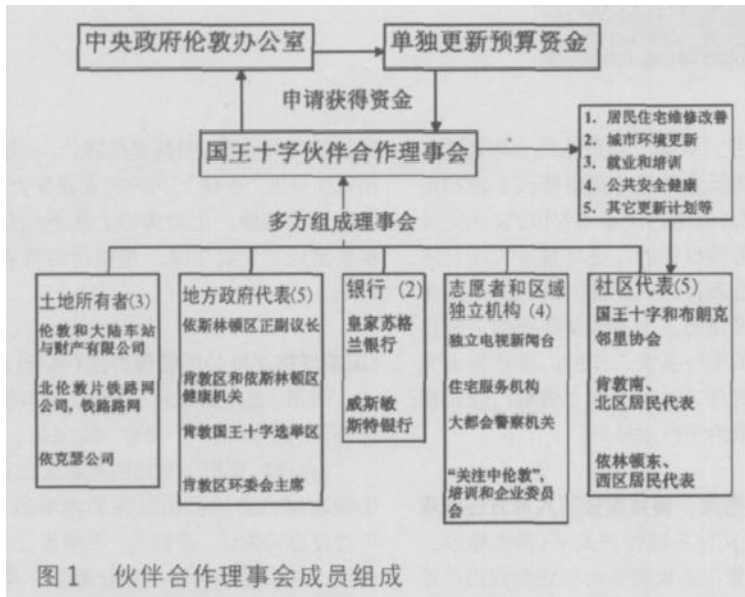 中央政府伦敦办公室
单独更新预算资金
申请获得资金
国王十字伙伴合作理事会
1. 居民住宅维修改善
2. 城市环境更新
3. 就业和培训
4. 公共安全健康
5. 其它更新计划等
多方组成理事会
土地所有者(3)
伦敦和大陆车站
与财产有限公司
北伦敦片铁路网
公司,铁路路网
依克瑟公司
地方政府代表(5)
依斯林顿区正副议长
肯敦区和依斯林顿区
健康机关
肯敦国王十字选举区
肯敦区环委会主席
银行(2)
皇家苏格
兰银行
威斯敏
斯特银行
志愿者和区域
独立机构(4)
独立电视新闻台
住宅服务机构
大都会警察机关
“关注中伦敦”,
培训和企业委员
会
社区代表(5)
国王十字和布朗克
邻里协会
肯敦南、
北区居民代表
依林顿东、
西区居民代表
图1 伙伴合作理事会成员组成